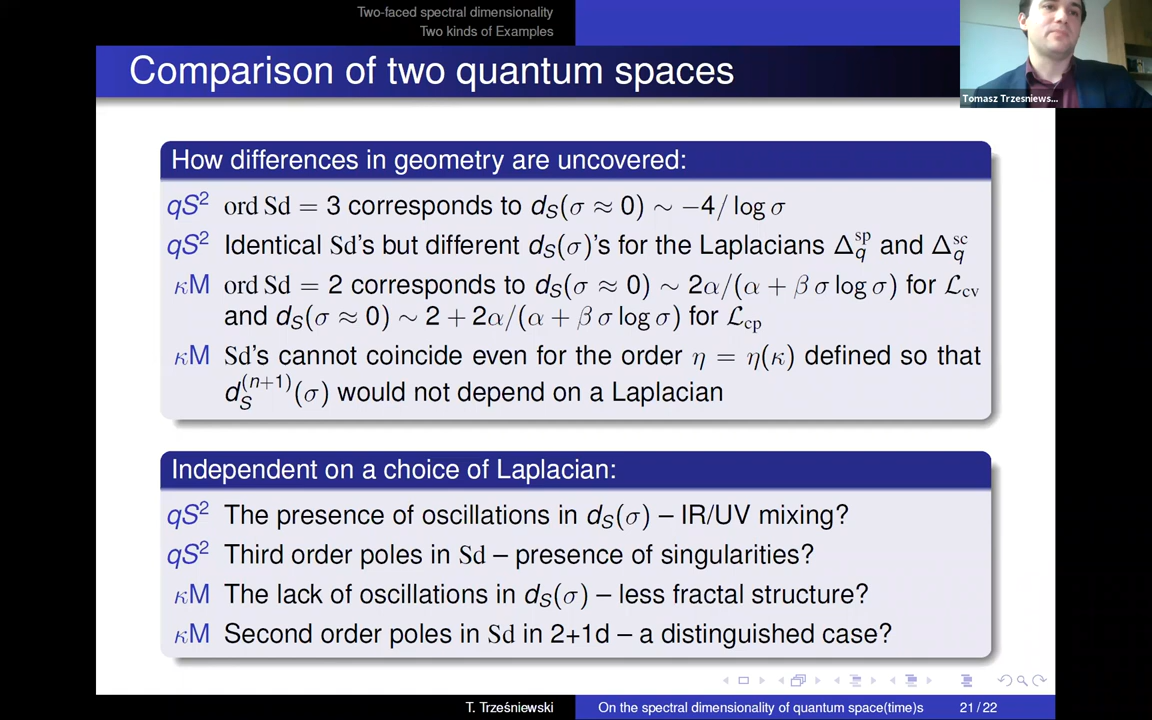 Two-faced spectral dimensionality
Two kinds of Examples
Comparison of two quantum spaces
Tomasz Trzesniews...
How differences in geometry are uncovered:
qS² ord Sd = 3 corresponds to d_S(σ ≈ 0) ∼ −4/ log σ
qS² Identical Sd's but different d_S(σ)'s for the Laplacians Δ_q^sp and Δ_q^sc
κM ord Sd = 2 corresponds to d_S(σ ≈ 0) ∼ 2α/(α + β σ log σ) for ℒ_cv
and d_S(σ ≈ 0) ∼ 2 + 2α/(α + β σ log σ) for ℒ_cp
κM Sd's cannot coincide even for the order η = η(κ) defined so that
d_S^(n+1)(σ) would not depend on a Laplacian
Independent on a choice of Laplacian:
qS² The presence of oscillations in d_S(σ) – IR/UV mixing?
qS² Third order poles in Sd – presence of singularities?
κM The lack of oscillations in d_S(σ) – less fractal structure?
κM Second order poles in Sd in 2+1d – a distinguished case?
T. Trześniewski
On the spectral dimensionality of quantum space(time)s
21 / 22